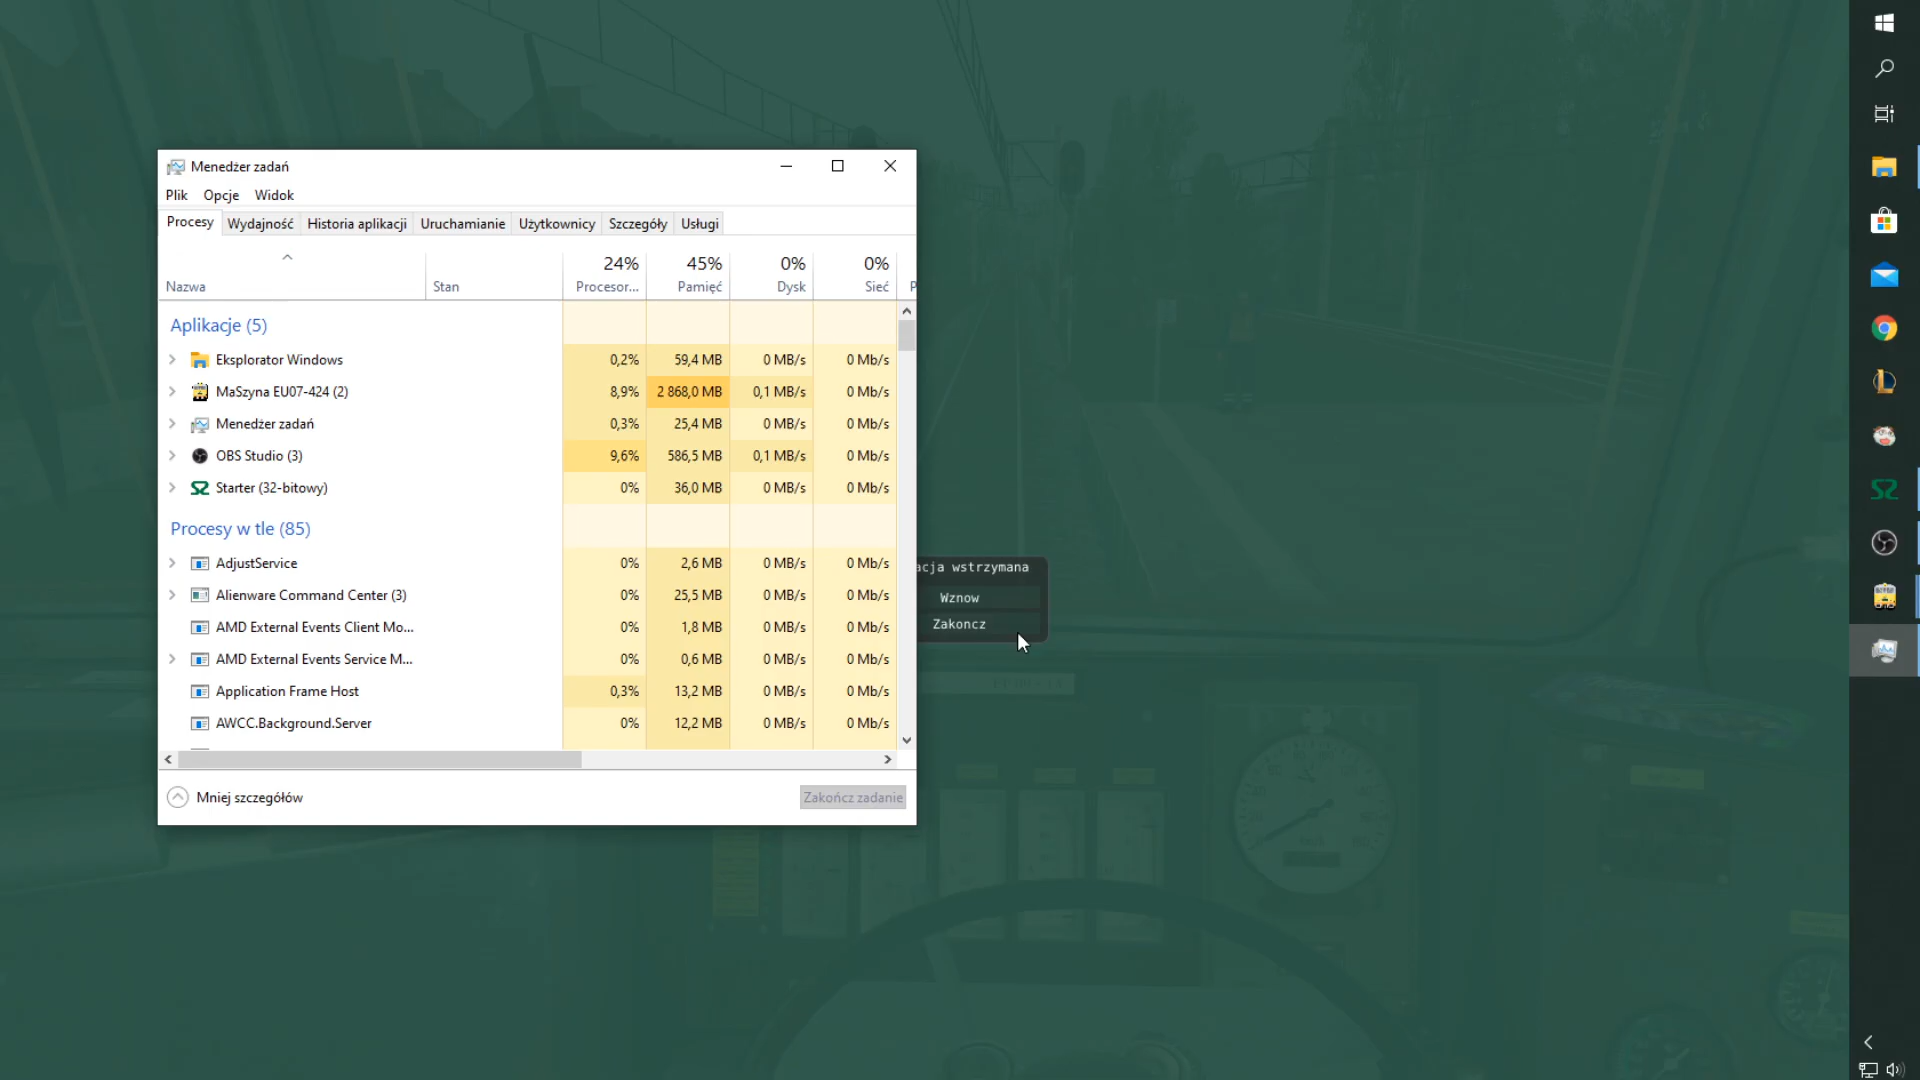 Menedżer zadań
Plik Opcje Widok
Procesy Wydajność Historia aplikacji Uruchamianie Użytkownicy Szczegóły Usługi
24% 45% 0% 0%
Nazwa Stan Procesor... Pamięć Dysk Sieć P
Aplikacje (5)
Eksplorator Windows 0,2% 59,4 MB 0 MB/s 0 Mb/s
MaSzyna EU07-424 (2) 8,9% 2 868,0 MB 0,1 MB/s 0 Mb/s
Menedżer zadań 0,3% 25,4 MB 0 MB/s 0 Mb/s
OBS Studio (3) 9,6% 586,5 MB 0,1 MB/s 0 Mb/s
Starter (32-bitowy) 0% 36,0 MB 0 MB/s 0 Mb/s
Procesy w tle (85)
AdjustService 0% 2,6 MB 0 MB/s 0 Mb/s
Alienware Command Center (3) 0% 25,5 MB 0 MB/s 0 Mb/s
AMD External Events Client Mo... 0% 1,8 MB 0 MB/s 0 Mb/s
AMD External Events Service M... 0% 0,6 MB 0 MB/s 0 Mb/s
Application Frame Host 0,3% 13,2 MB 0 MB/s 0 Mb/s
AWCC.Background.Server 0% 12,2 MB 0 MB/s 0 Mb/s
Mniej szczegółów Zakończ zadanie
acja wstrzymana
Wznow
Zakoncz